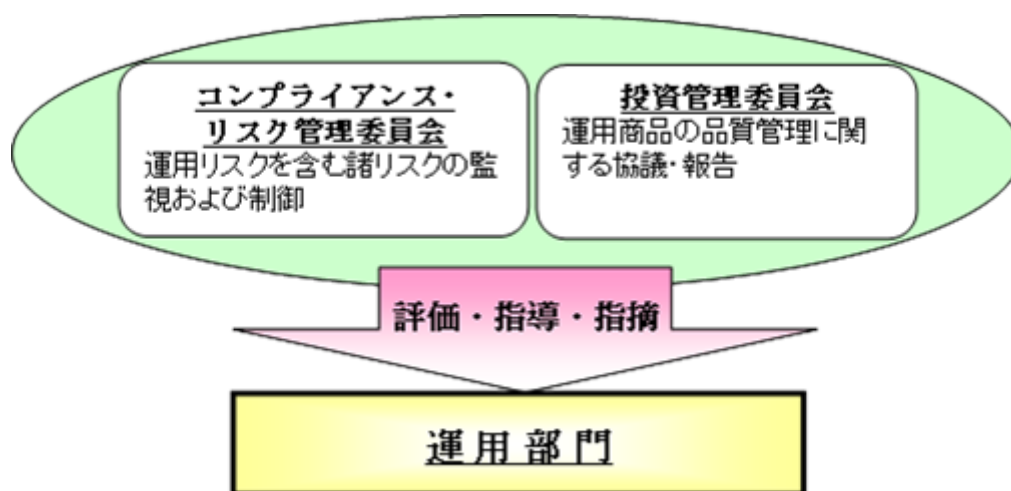 コンプライアンス・
リスク管理委員会
運用リスクを含む諸リスクの監
視および制御
投資管理委員会
運用商品の品質管理に関
する協議・報告
評価・指導・指摘
運用部門